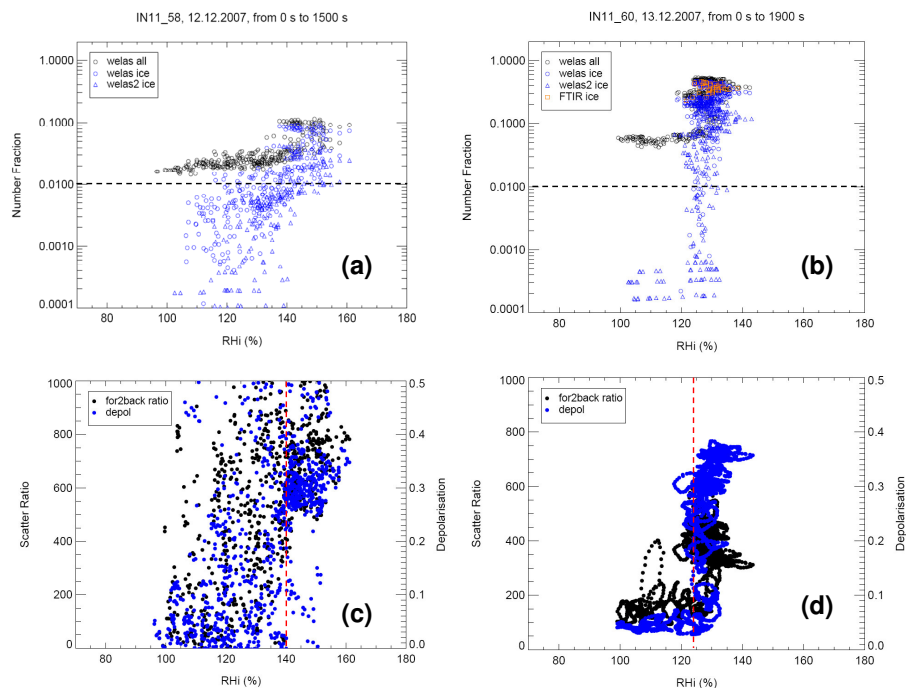 IN11_58, 12.12.2007, from 0 s to 1500 s
IN11_60, 13.12.2007, from 0 s to 1900 s
1.0000
0.1000
0.0100
0.0010
0.0001
Number Fraction
welas all
welas ice
welas2 ice
(a)
80 100 120 140 160 180
RHi (%)
1.0000
0.1000
0.0100
0.0010
0.0001
Number Fraction
welas all
welas ice
welas2 ice
FTIR ice
(b)
80 100 120 140 160 180
RHi (%)
1000
800
600
400
200
0
Scatter Ratio
for2back ratio
depol
(c)
0.5
0.4
0.3
0.2
0.1
0.0
Depolarisation
80 100 120 140 160 180
RHi (%)
1000
800
600
400
200
0
Scatter Ratio
for2back ratio
depol
(d)
0.5
0.4
0.3
0.2
0.1
0.0
Depolarisation
80 100 120 140 160 180
RHi (%)